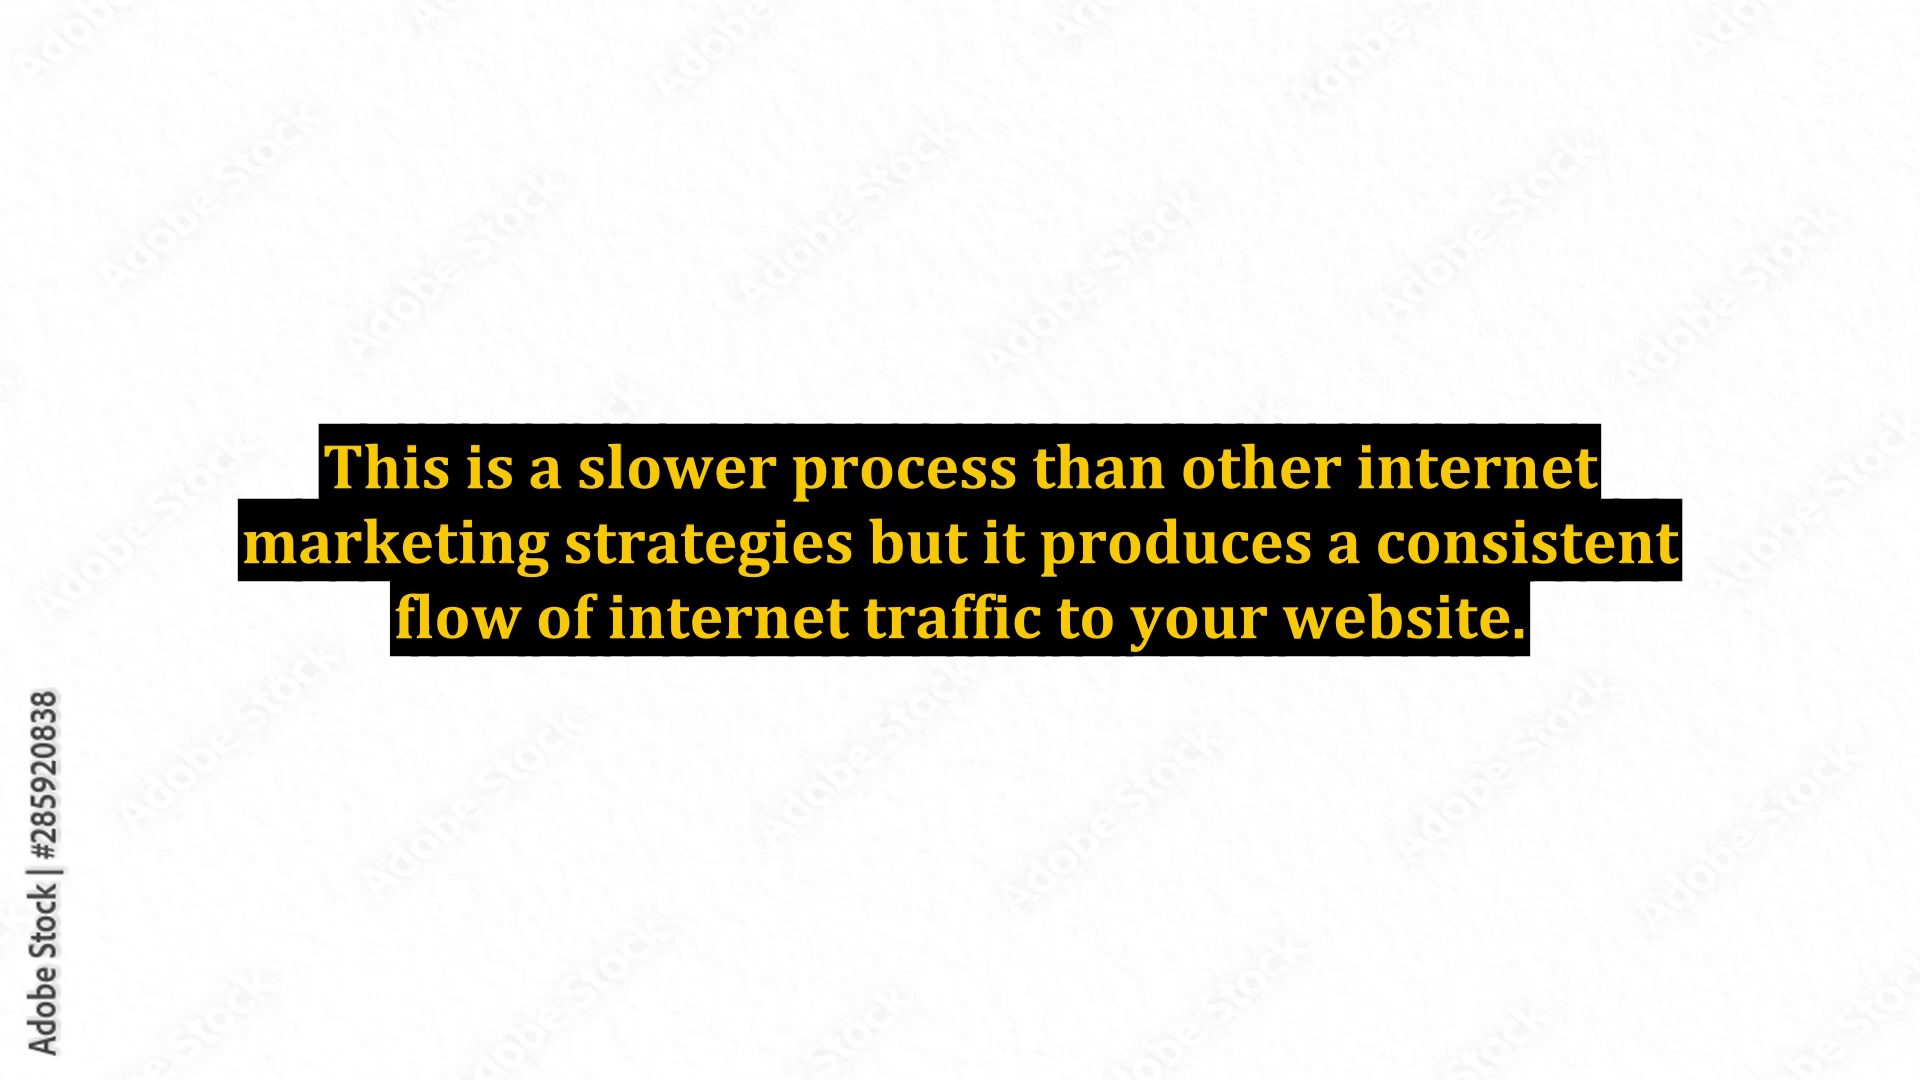 This is a slower process than other internet
marketing strategies but it produces a consistent
flow of internet traffic to your website.
Adobe Stock | #285920838